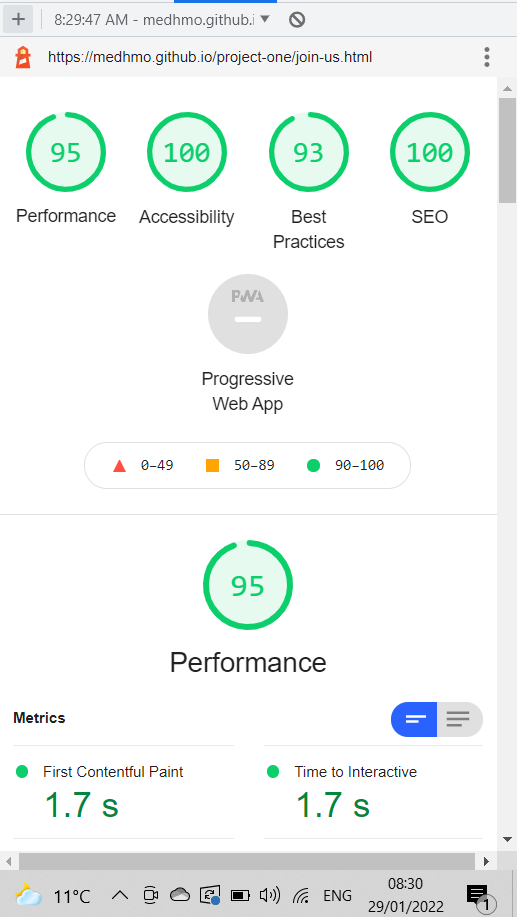 8:29:47 AM - medhmo.github.i
https://medhmo.github.io/project-one/join-us.html
95 100 93 100
Performance Accessibility Best Practices SEO
PWA
Progressive
Web App
0–49 50–89 90–100
95
Performance
Metrics
First Contentful Paint Time to Interactive
1.7 s 1.7 s
11°C ENG 08:30
29/01/2022 1